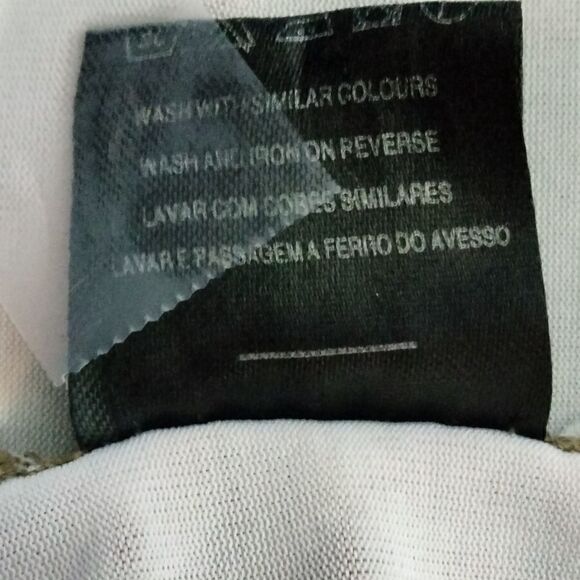 WASH WITH SIMILAR COLOURS
WASH AND IRON ON REVERSE
LAVAR COM CORES SIMILARES
LAVAR E PASSAGEM A FERRO DO AVESSO